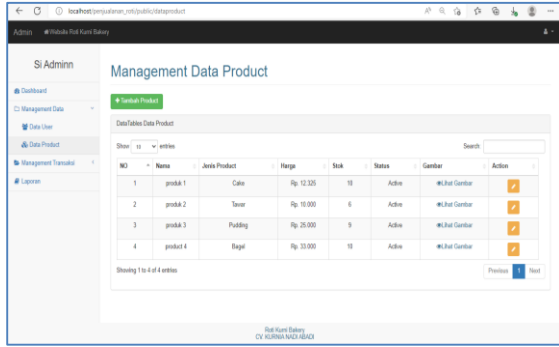 localhost/penjualanan_roti/public/dataproduct
Admin Website Roti Kurni Bakery
Si Adminn
Dashboard
Management Data
Data User
Data Product
Management Transaksi
Laporan
Management Data Product
+ Tambah Product
DataTables Data Product
Show 10 entries Search
NO Nama Jenis Product Harga Stok Status Gambar Action
1 produk 1 Cake Rp. 12.325 10 Active Lihat Gambar
2 produk 2 Tawar Rp. 10.000 6 Active Lihat Gambar
3 produk 3 Pudding Rp. 25.000 9 Active Lihat Gambar
4 product 4 Bagel Rp. 33.000 10 Active Lihat Gambar
Showing 1 to 4 of 4 entries Previous 1 Next
Roti Kurni Bakery
CV. KURNIA NADI ABADI